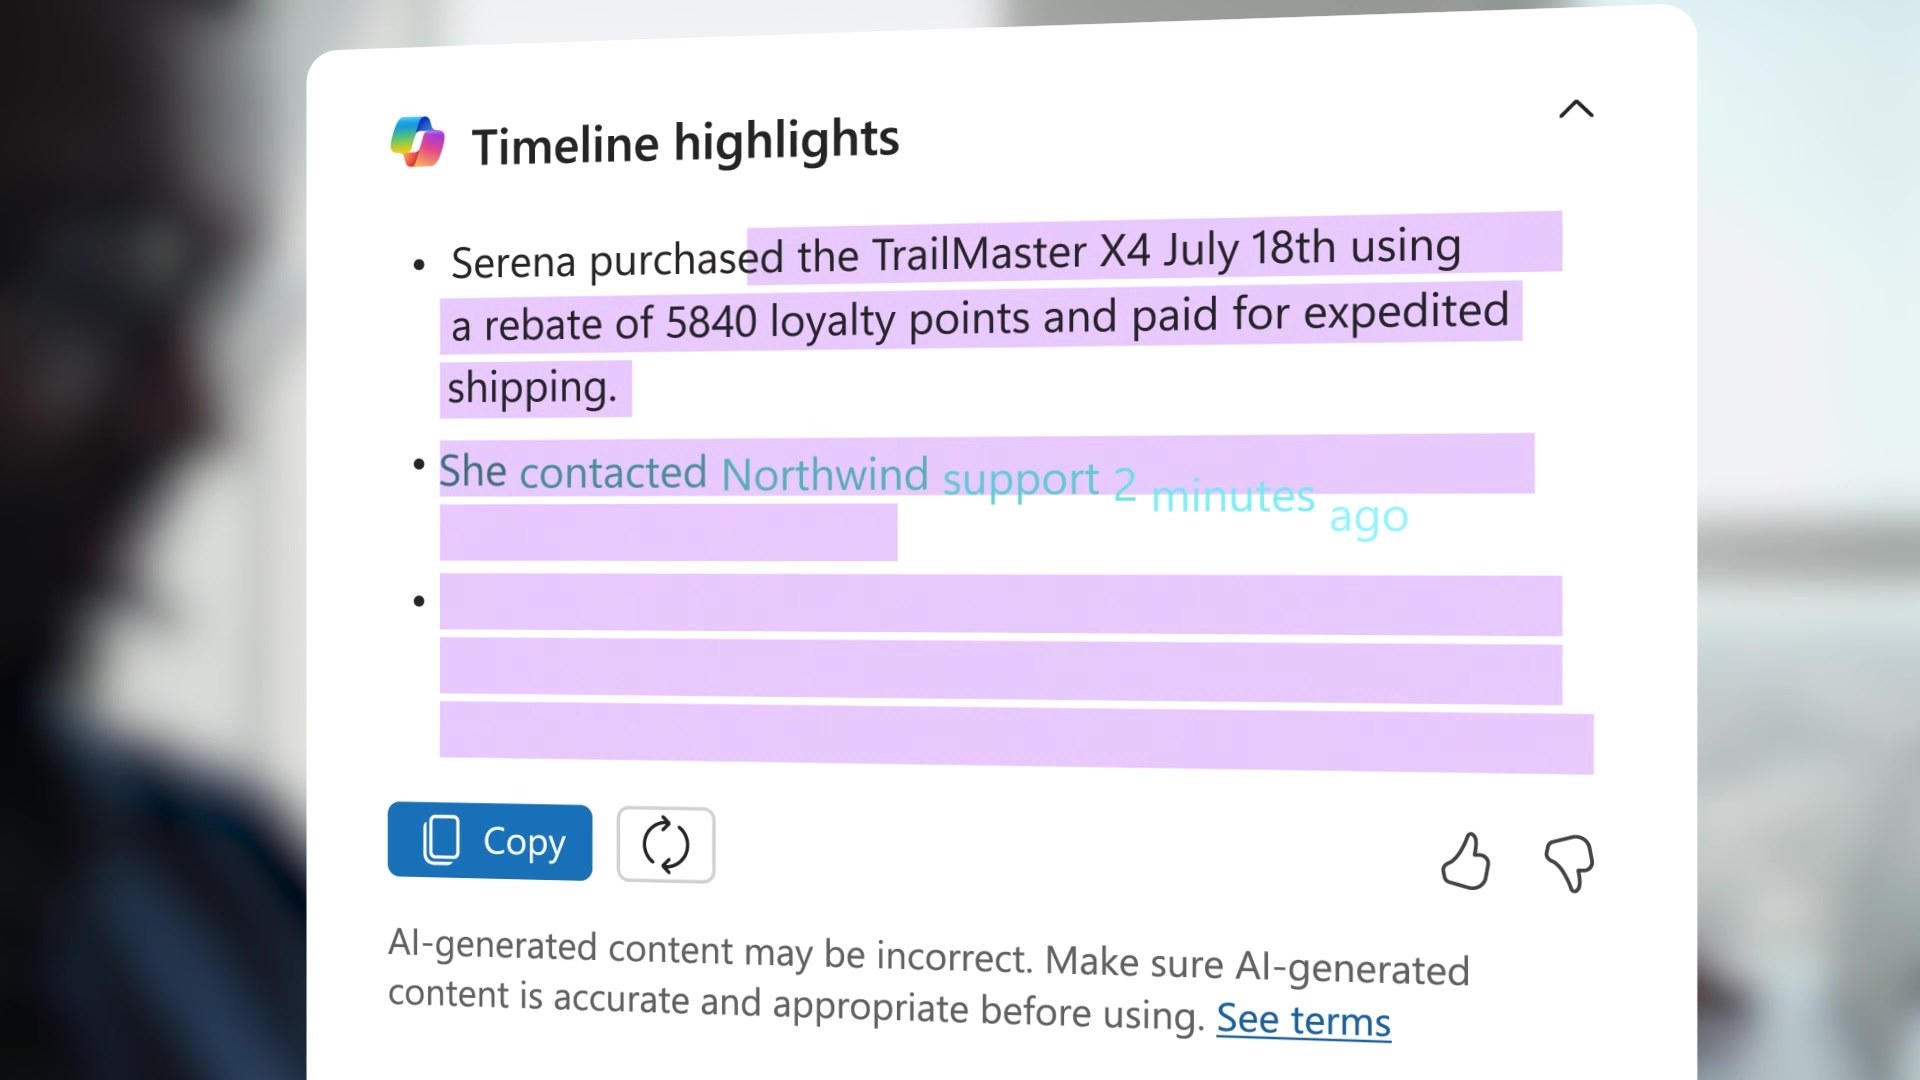 Timeline highlights
• Serena purchased the TrailMaster X4 July 18th using
a rebate of 5840 loyalty points and paid for expedited
shipping.
• She contacted Northwind support 2 minutes ago
•
Copy
AI-generated content may be incorrect. Make sure AI-generated
content is accurate and appropriate before using. See terms